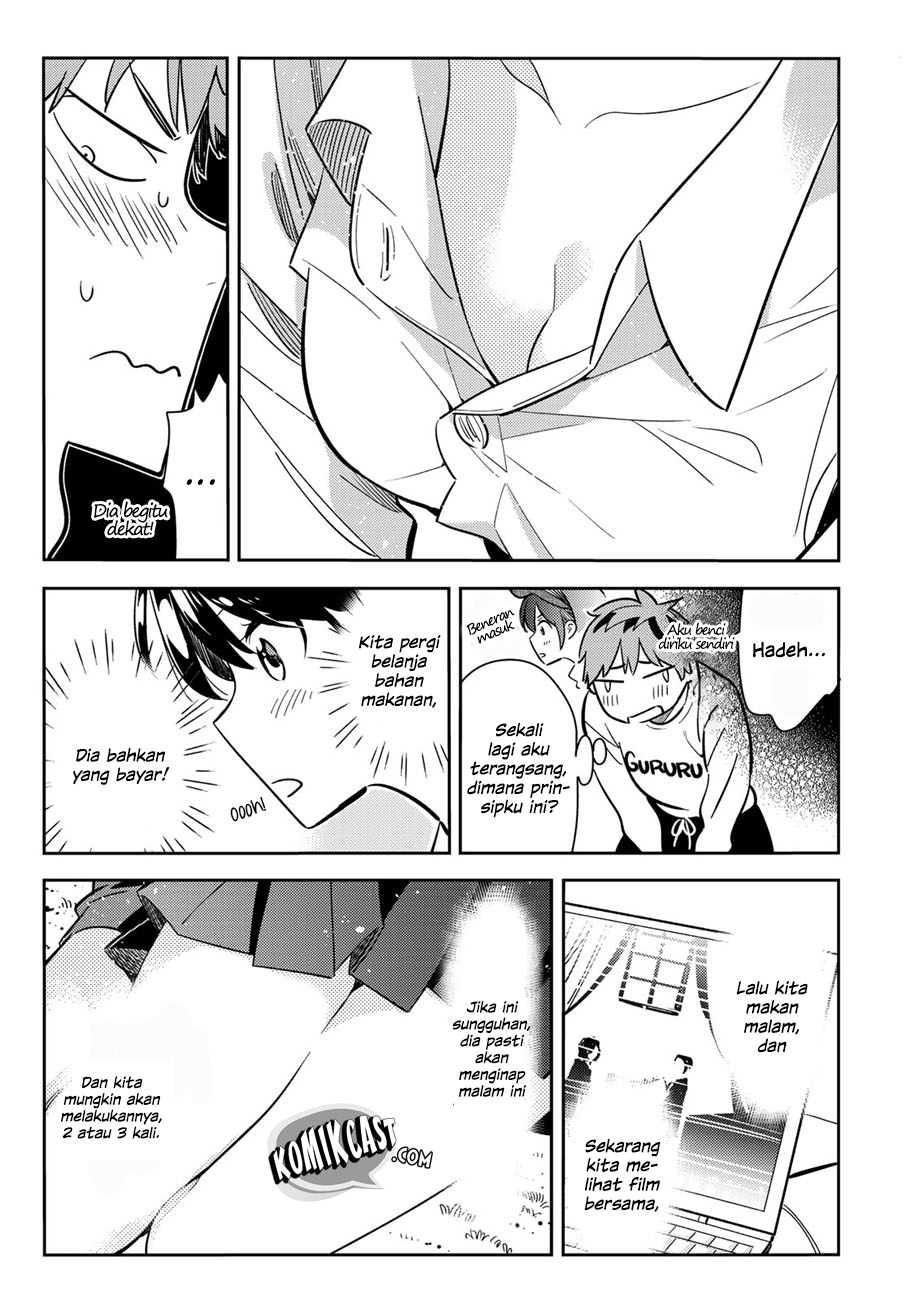 ...
Dia begitu
dekat!
Hadeh...
Aku benci
diriku sendiri
Beneran
masuk
GURURU
Sekali
lagi aku
terangsang,
dimana prin-
sipku ini?
Kita pergi
belanja
bahan
makanan,
Dia bahkan
yang bayar!
OOOh!
Lalu kita
makan
malam,
dan
Sekarang
kita me-
lihat film
bersama,
Jika ini
sungguhan,
dia pasti
akan
menginap
malam ini
Dan kita
mungkin akan
melakukannya,
2 atau 3 kali.
KOMIKCAST
.COM